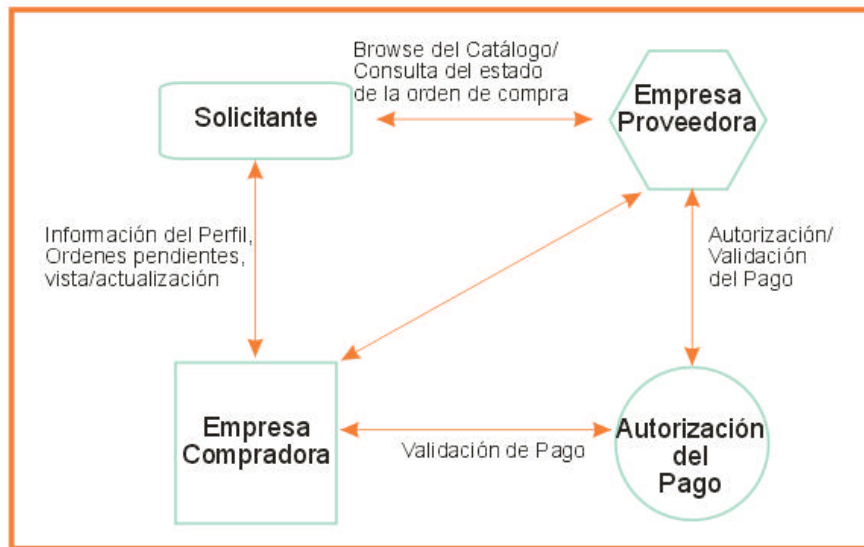 Browse del Catálogo/
Consulta del estado
de la orden de compra
Solicitante
Empresa
Proveedora
Información del Perfil,
Ordenes pendientes,
vista/actualización
Autorización/
Validación
del Pago
Empresa
Compradora
Validación de Pago
Autorización
del
Pago